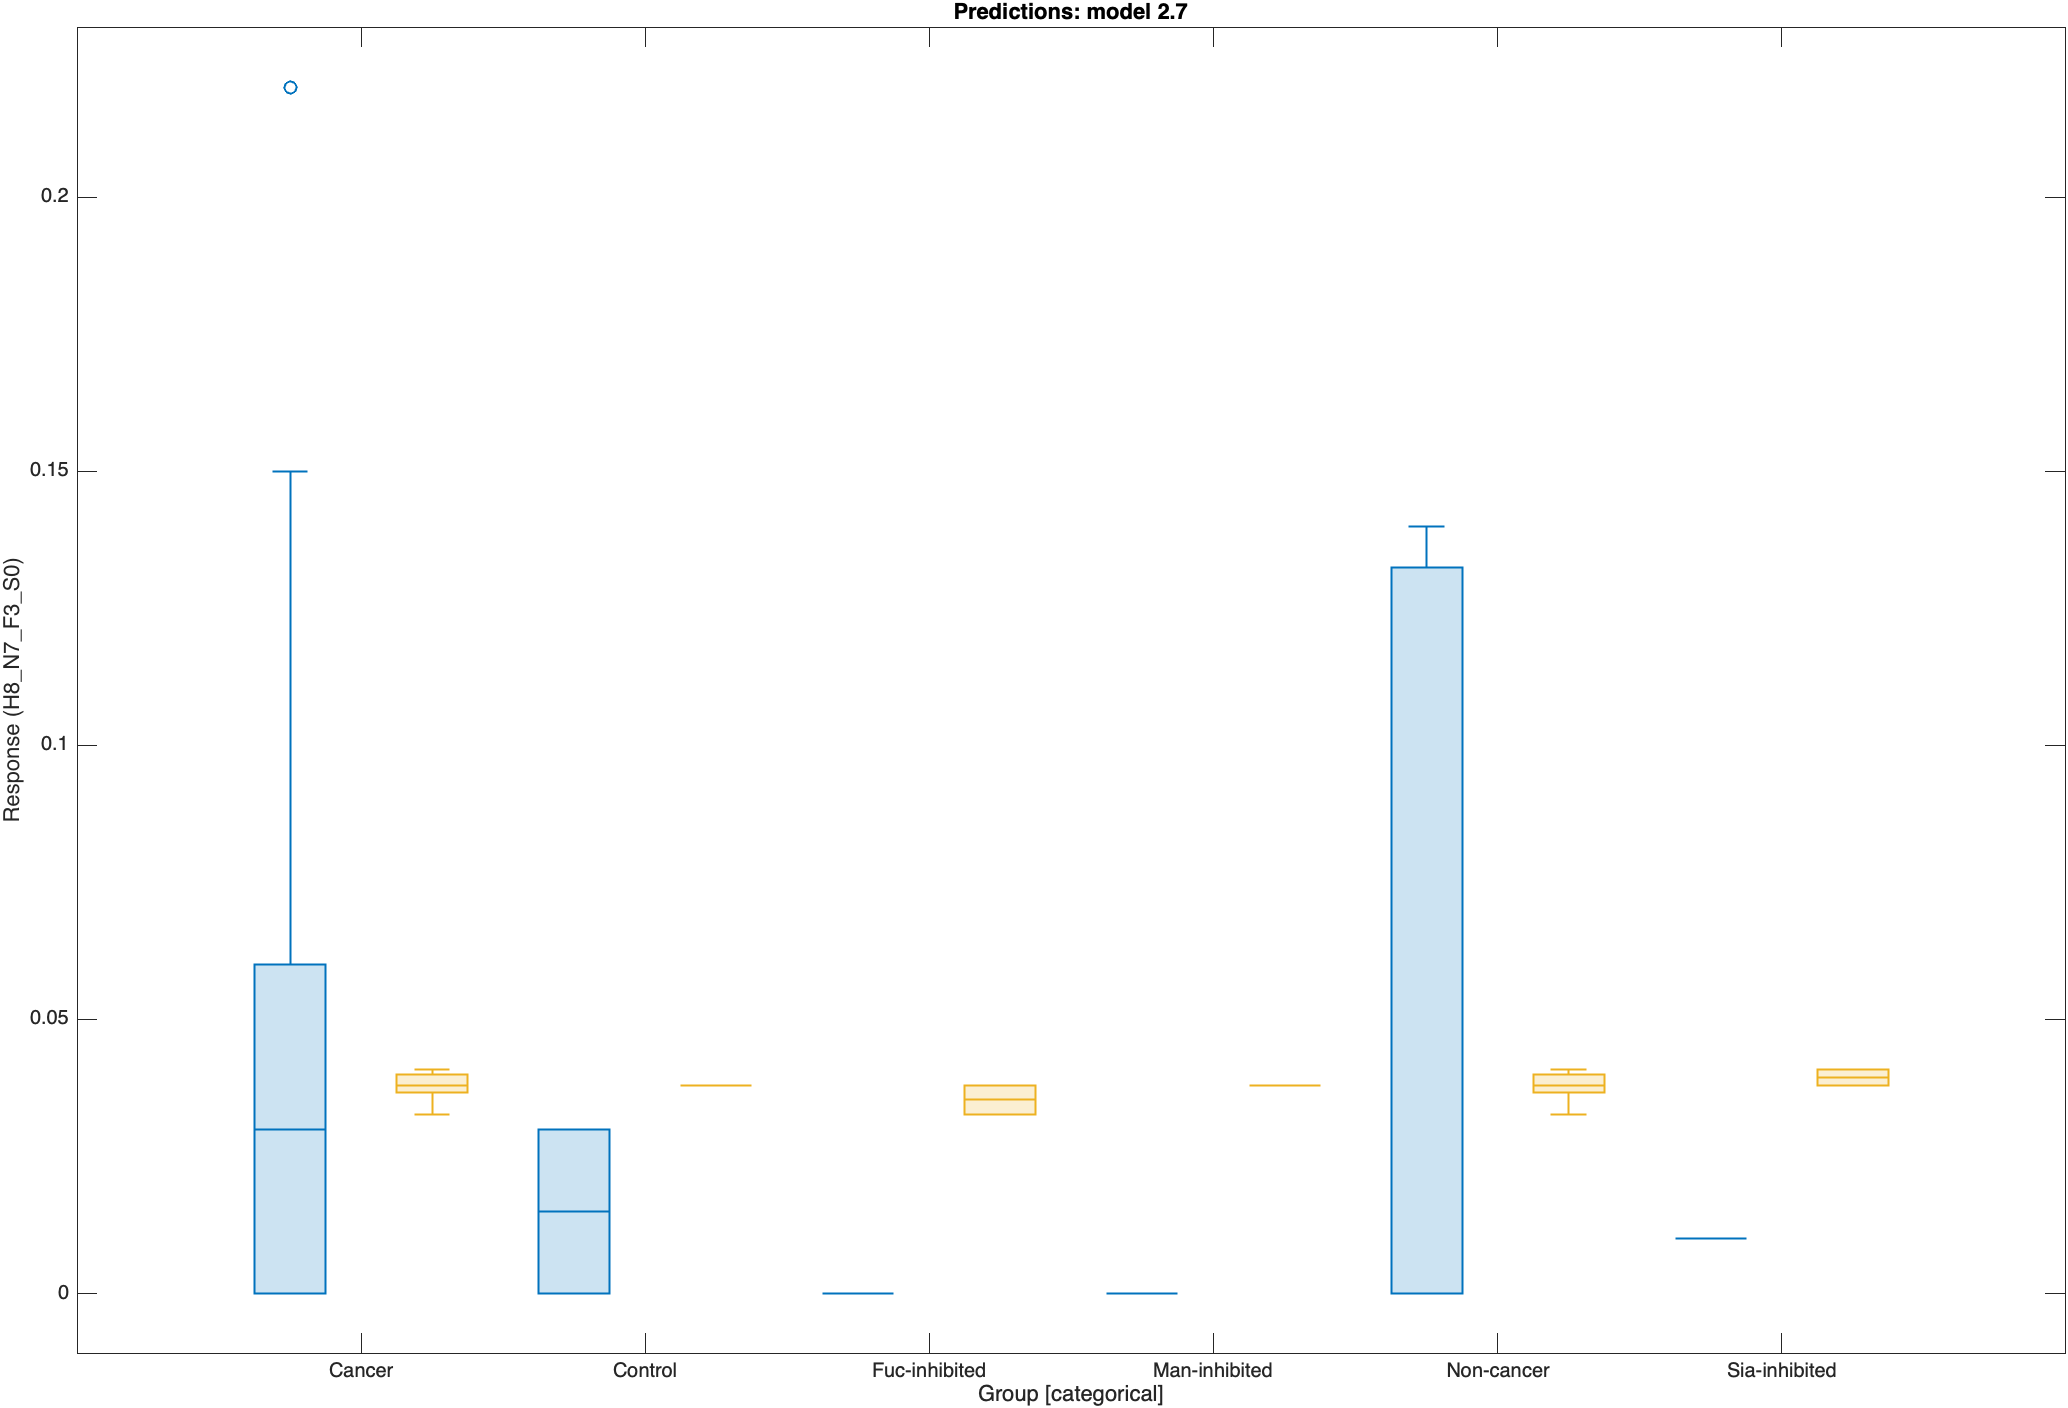 Predictions: model 2.7
Response (H8_N7_F3_S0)
0.2
0.15
0.1
0.05
0
Cancer Control Fuc-inhibited Man-inhibited Non-cancer Sia-inhibited
Group [categorical]